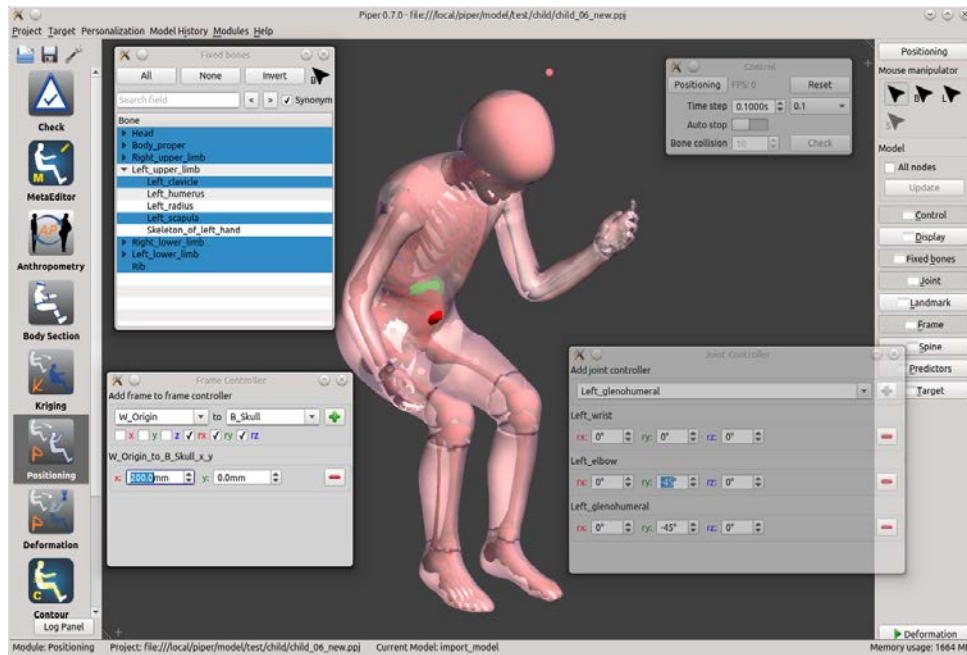 Piper 0.7.0 - file:///local/piper/model/test/child/child_06_new.ppj
Project Target Personalization Model History Modules Help
Check
MetaEditor
Anthropometry
Body Section
Kriging
Positioning
Deformation
Contour
Log Panel
Fixed bones
All None Invert
Search field < > Synonym
Bone
Head
Body_proper
Right_upper_limb
Left_upper_limb
Left_clavicle
Left_humerus
Left_radius
Left_scapula
Skeleton_of_left_hand
Right_lower_limb
Left_lower_limb
Rib
Frame Controller
Add frame to frame controller
W_Origin to B_Skull
x y z rx ry rz
W_Origin_to_B_Skull_x_y
x: 200.0mm y: 0.0mm
Control
Positioning FPS: 0 Reset
Time step 0.1000s 0.1
Auto stop
Bone collision 10 Check
Joint Controller
Add joint controller
Left_glenohumeral
Left_wrist
rx: 0° ry: 0° rz: 0°
Left_elbow
rx: 0° ry: -45° rz: 0°
Left_glenohumeral
rx: 0° ry: -45° rz: 0°
Positioning
Mouse manipulator
B L
S
Model
All nodes
Update
Control
Display
Fixed bones
Joint
Landmark
Frame
Spine
Predictors
Target
Deformation
Module: Positioning Project: file:///local/piper/model/test/child/child_06_new.ppj Current Model: import_model Memory usage: 1664 M